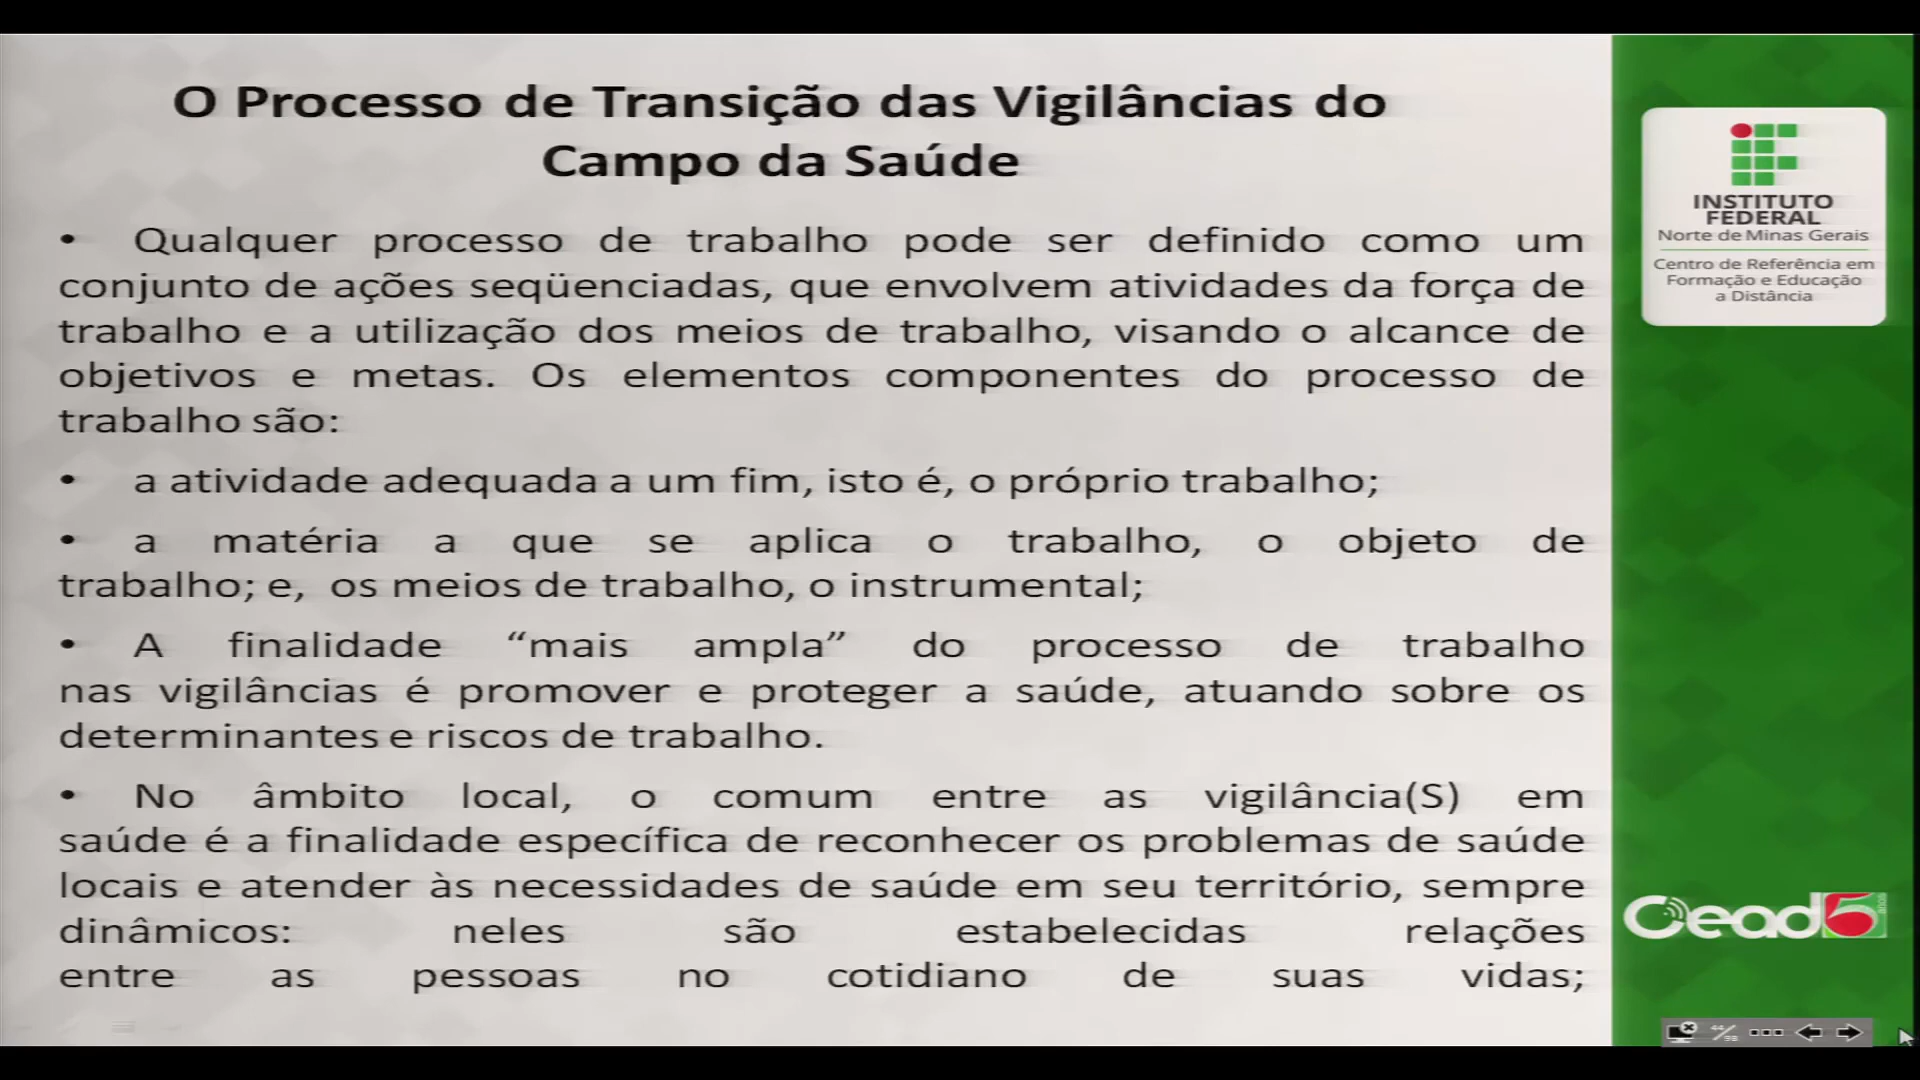 O Processo de Transição das Vigilâncias do
Campo da Saúde
• Qualquer processo de trabalho pode ser definido como um
conjunto de ações seqüenciadas, que envolvem atividades da força de
trabalho e a utilização dos meios de trabalho, visando o alcance de
objetivos e metas. Os elementos componentes do processo de
trabalho são:
• a atividade adequada a um fim, isto é, o próprio trabalho;
• a matéria a que se aplica o trabalho, o objeto de
trabalho; e, os meios de trabalho, o instrumental;
• A finalidade “mais ampla” do processo de trabalho
nas vigilâncias é promover e proteger a saúde, atuando sobre os
determinantes e riscos de trabalho.
• No âmbito local, o comum entre as vigilância(S) em
saúde é a finalidade específica de reconhecer os problemas de saúde
locais e atender às necessidades de saúde em seu território, sempre
dinâmicos: neles são estabelecidas relações
entre as pessoas no cotidiano de suas vidas;
INSTITUTO
FEDERAL
Norte de Minas Gerais
Centro de Referência em
Formação e Educação
a Distância
Cead 5 anos
44/98